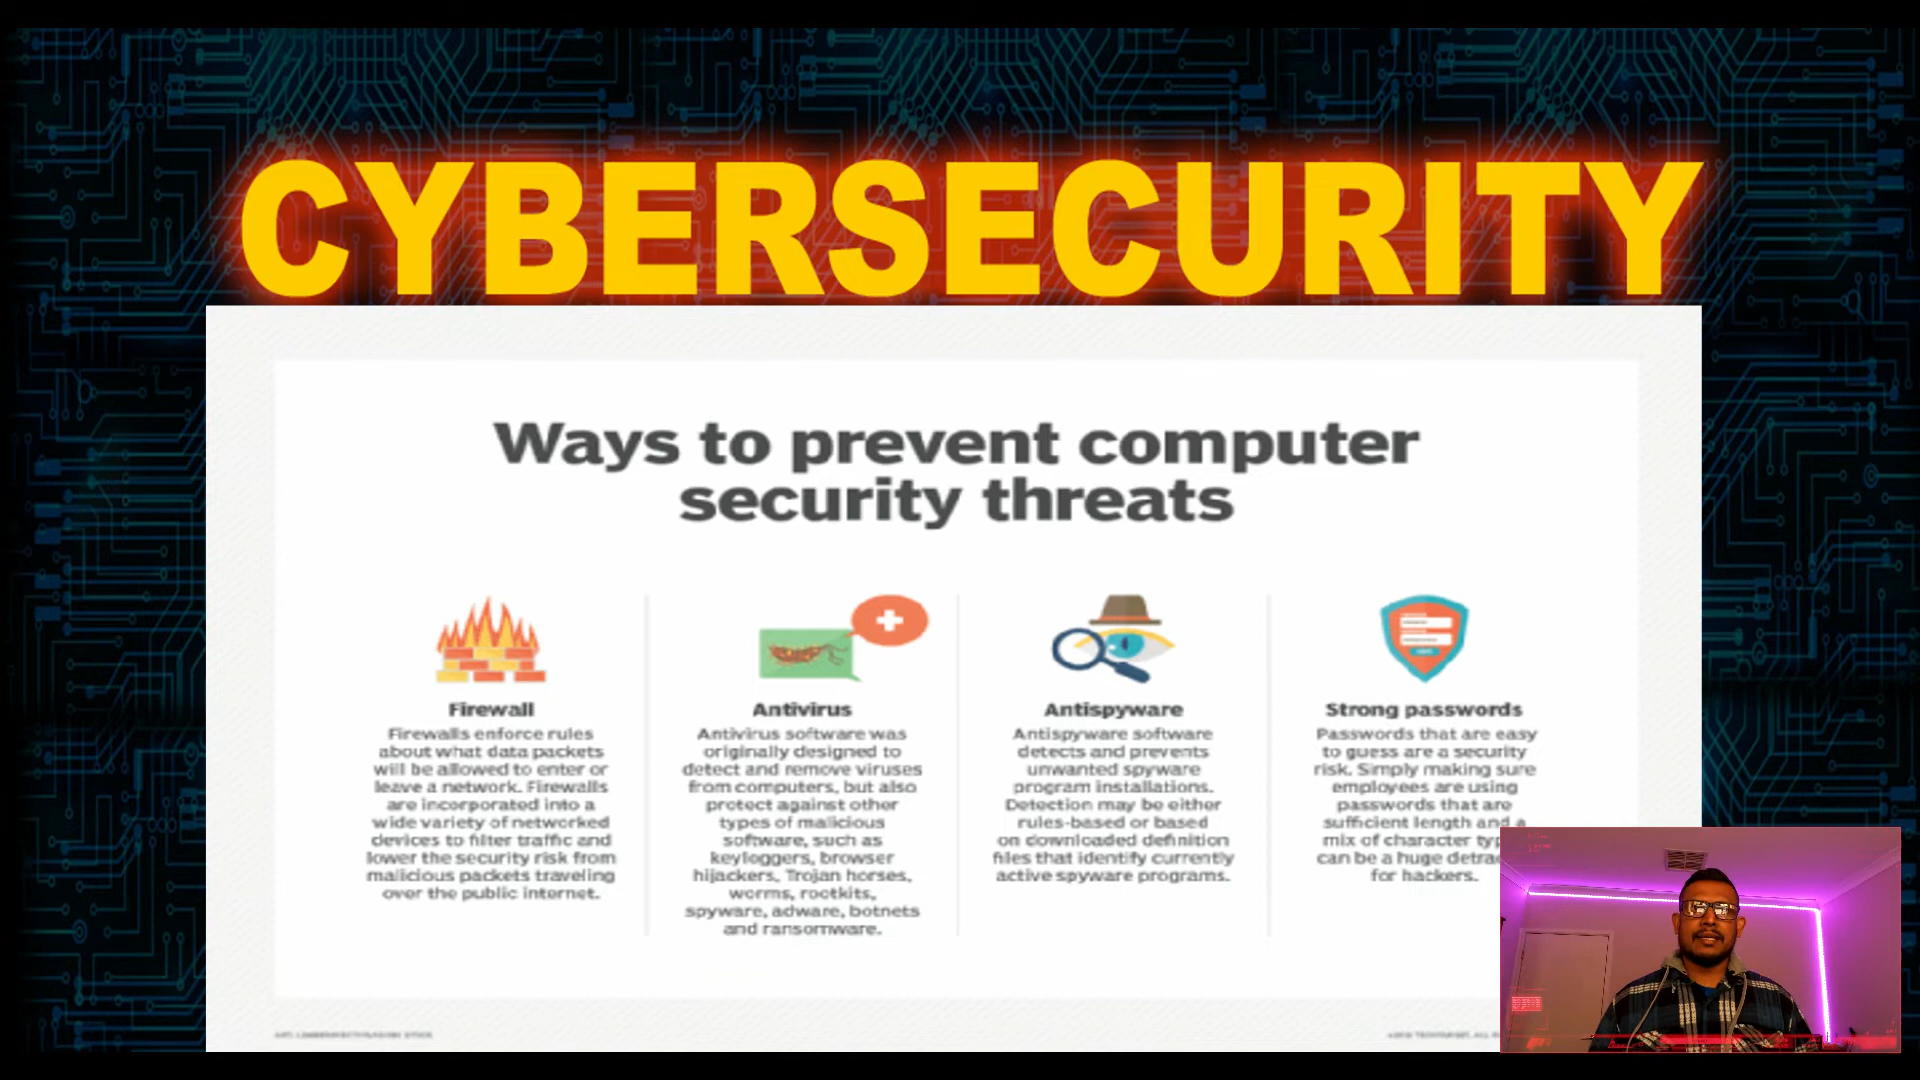 CYBERSECURITY
Ways to prevent computer
security threats
Firewall
Firewalls enforce rules
about what data packets
will be allowed to enter or
leave a network. Firewalls
are incorporated into a
wide variety of networked
devices to filter traffic and
lower the security risk from
malicious packets traveling
over the public internet.
Antivirus
Antivirus software was
originally designed to
detect and remove viruses
from computers, but also
protect against other
types of malicious
software, such as
keyloggers, browser
hijackers, Trojan horses,
worms, rootkits,
spyware, adware, botnets
and ransomware.
Antispyware
Antispyware software
detects and prevents
unwanted spyware
program installations.
Detection may be either
rules-based or based
on downloaded definition
files that identify currently
active spyware programs.
Strong passwords
Passwords that are easy
to guess are a security
risk. Simply making sure
employees are using
passwords that are
sufficient length and a
mix of character
can be a huge
for hackers.